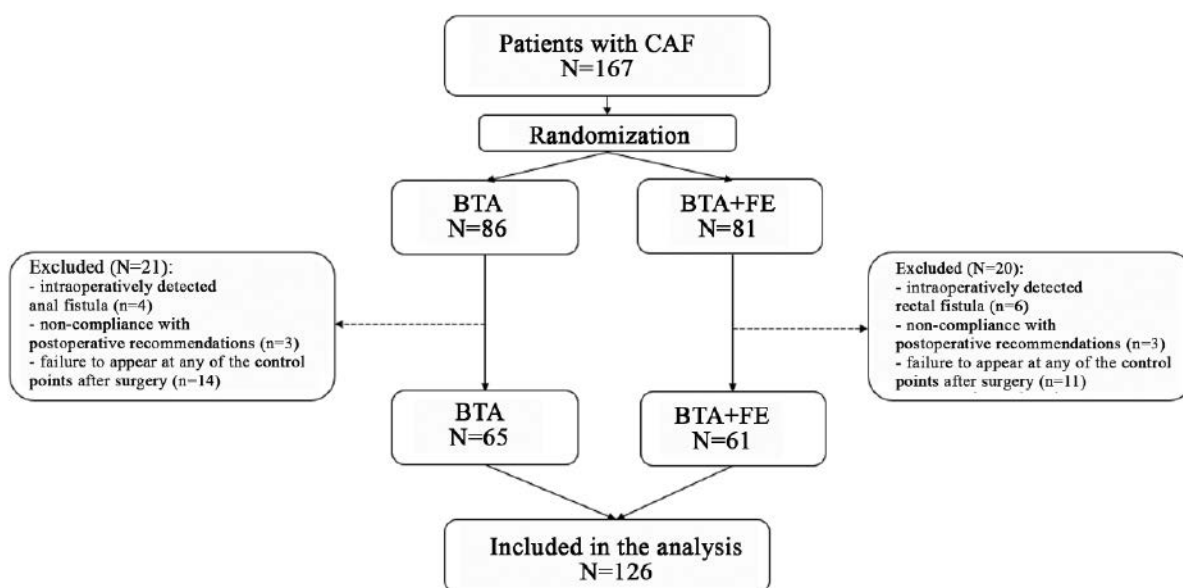 Patients with CAF
N=167
Randomization
BTA
N=86
BTA+FE
N=81
Excluded (N=21):
- intraoperatively detected
anal fistula (n=4)
- non-compliance with
postoperative recommendations (n=3)
- failure to appear at any of the control
points after surgery (n=14)
Excluded (N=20):
- intraoperatively detected
rectal fistula (n=6)
- non-compliance with
postoperative recommendations (n=3)
- failure to appear at any of the control
points after surgery (n=11)
BTA
N=65
BTA+FE
N=61
Included in the analysis
N=126